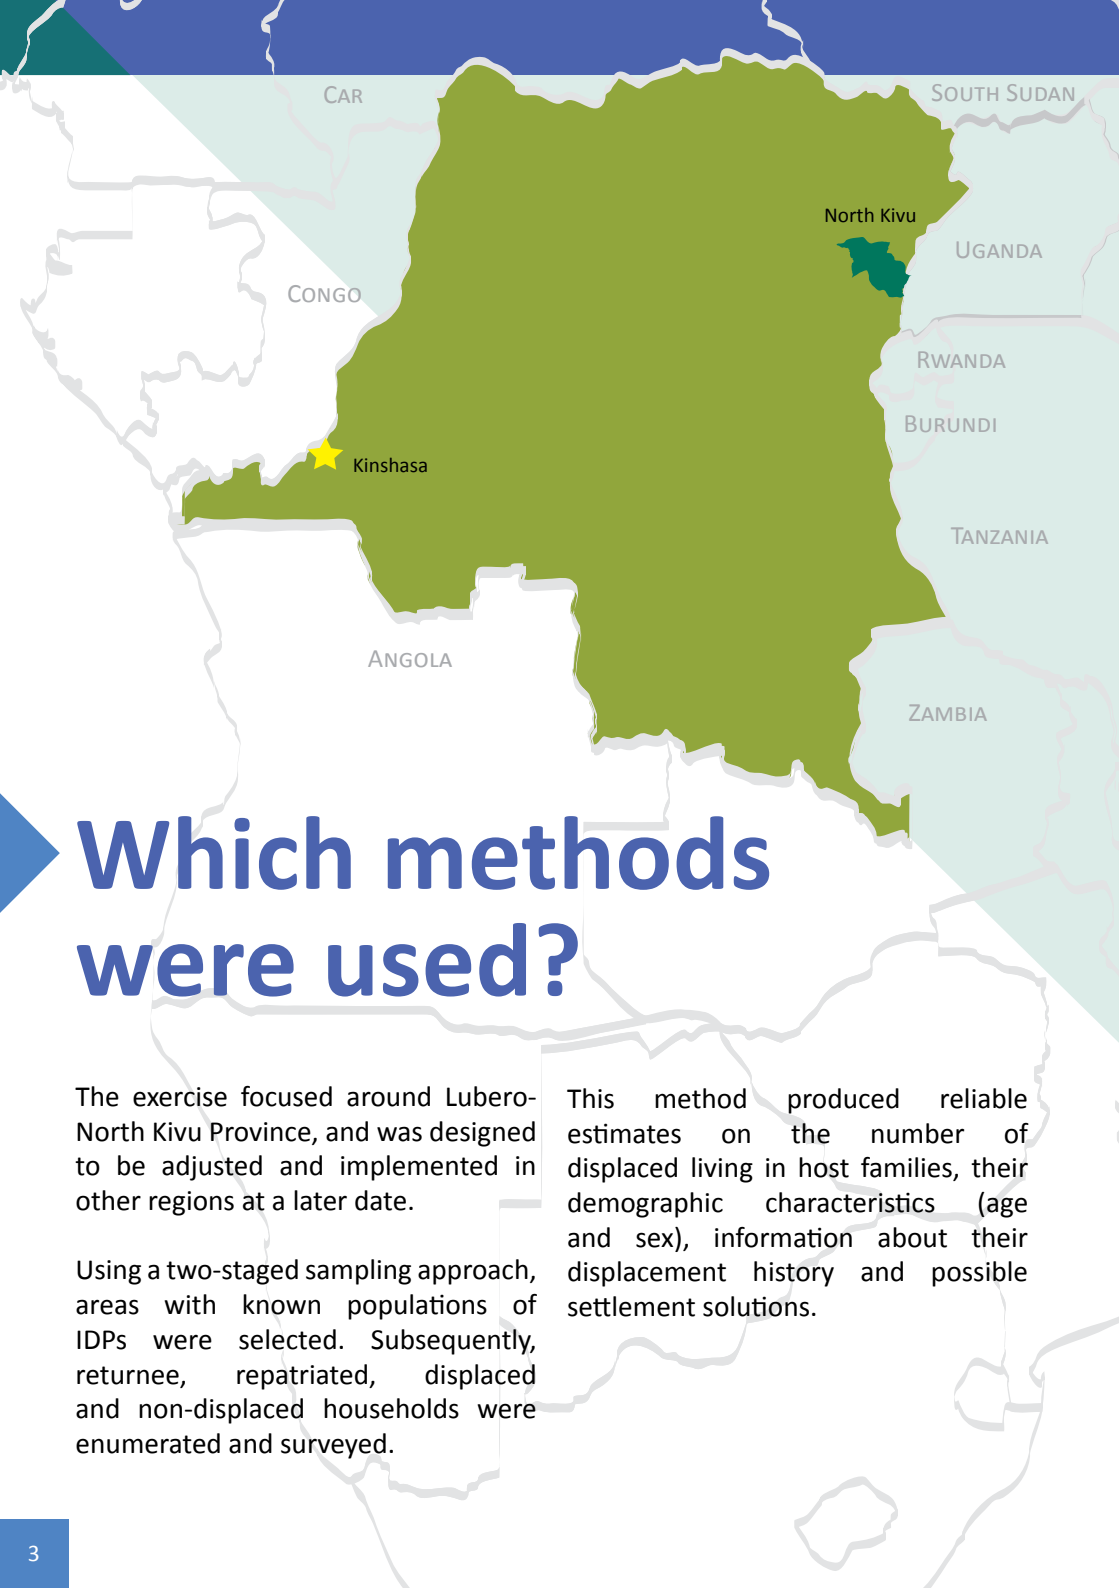 CAR
SOUTH SUDAN
North Kivu
UGANDA
CONGO
RWANDA
BURUNDI
Kinshasa
TANZANIA
ANGOLA
ZAMBIA
Which methods
were used?
The exercise focused around Lubero-
North Kivu Province, and was designed
to be adjusted and implemented in
other regions at a later date.
Using a two-staged sampling approach,
areas with known populations of
IDPs were selected. Subsequently,
returnee, repatriated, displaced
and non-displaced households were
enumerated and surveyed.
This method produced reliable
estimates on the number of
displaced living in host families, their
demographic characteristics (age
and sex), information about their
displacement history and possible
settlement solutions.
3